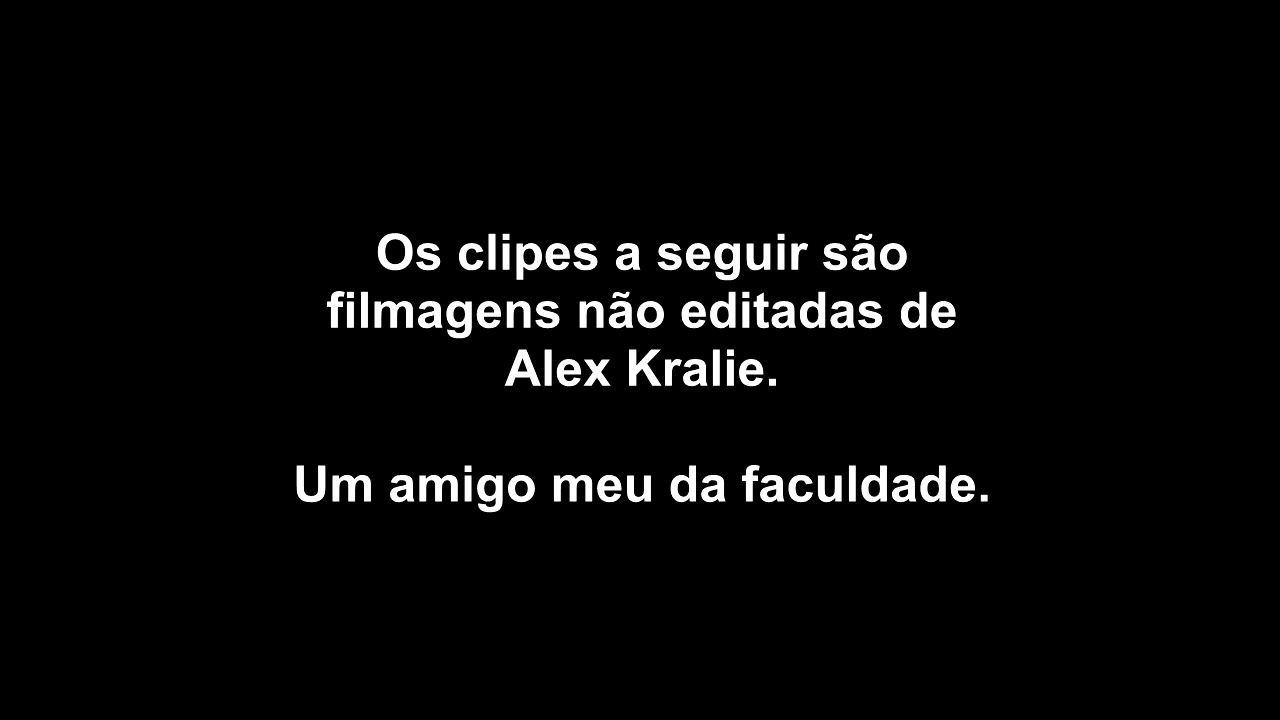 Os clipes a seguir são
filmagens não editadas de
Alex Kralie.
Um amigo meu da faculdade.